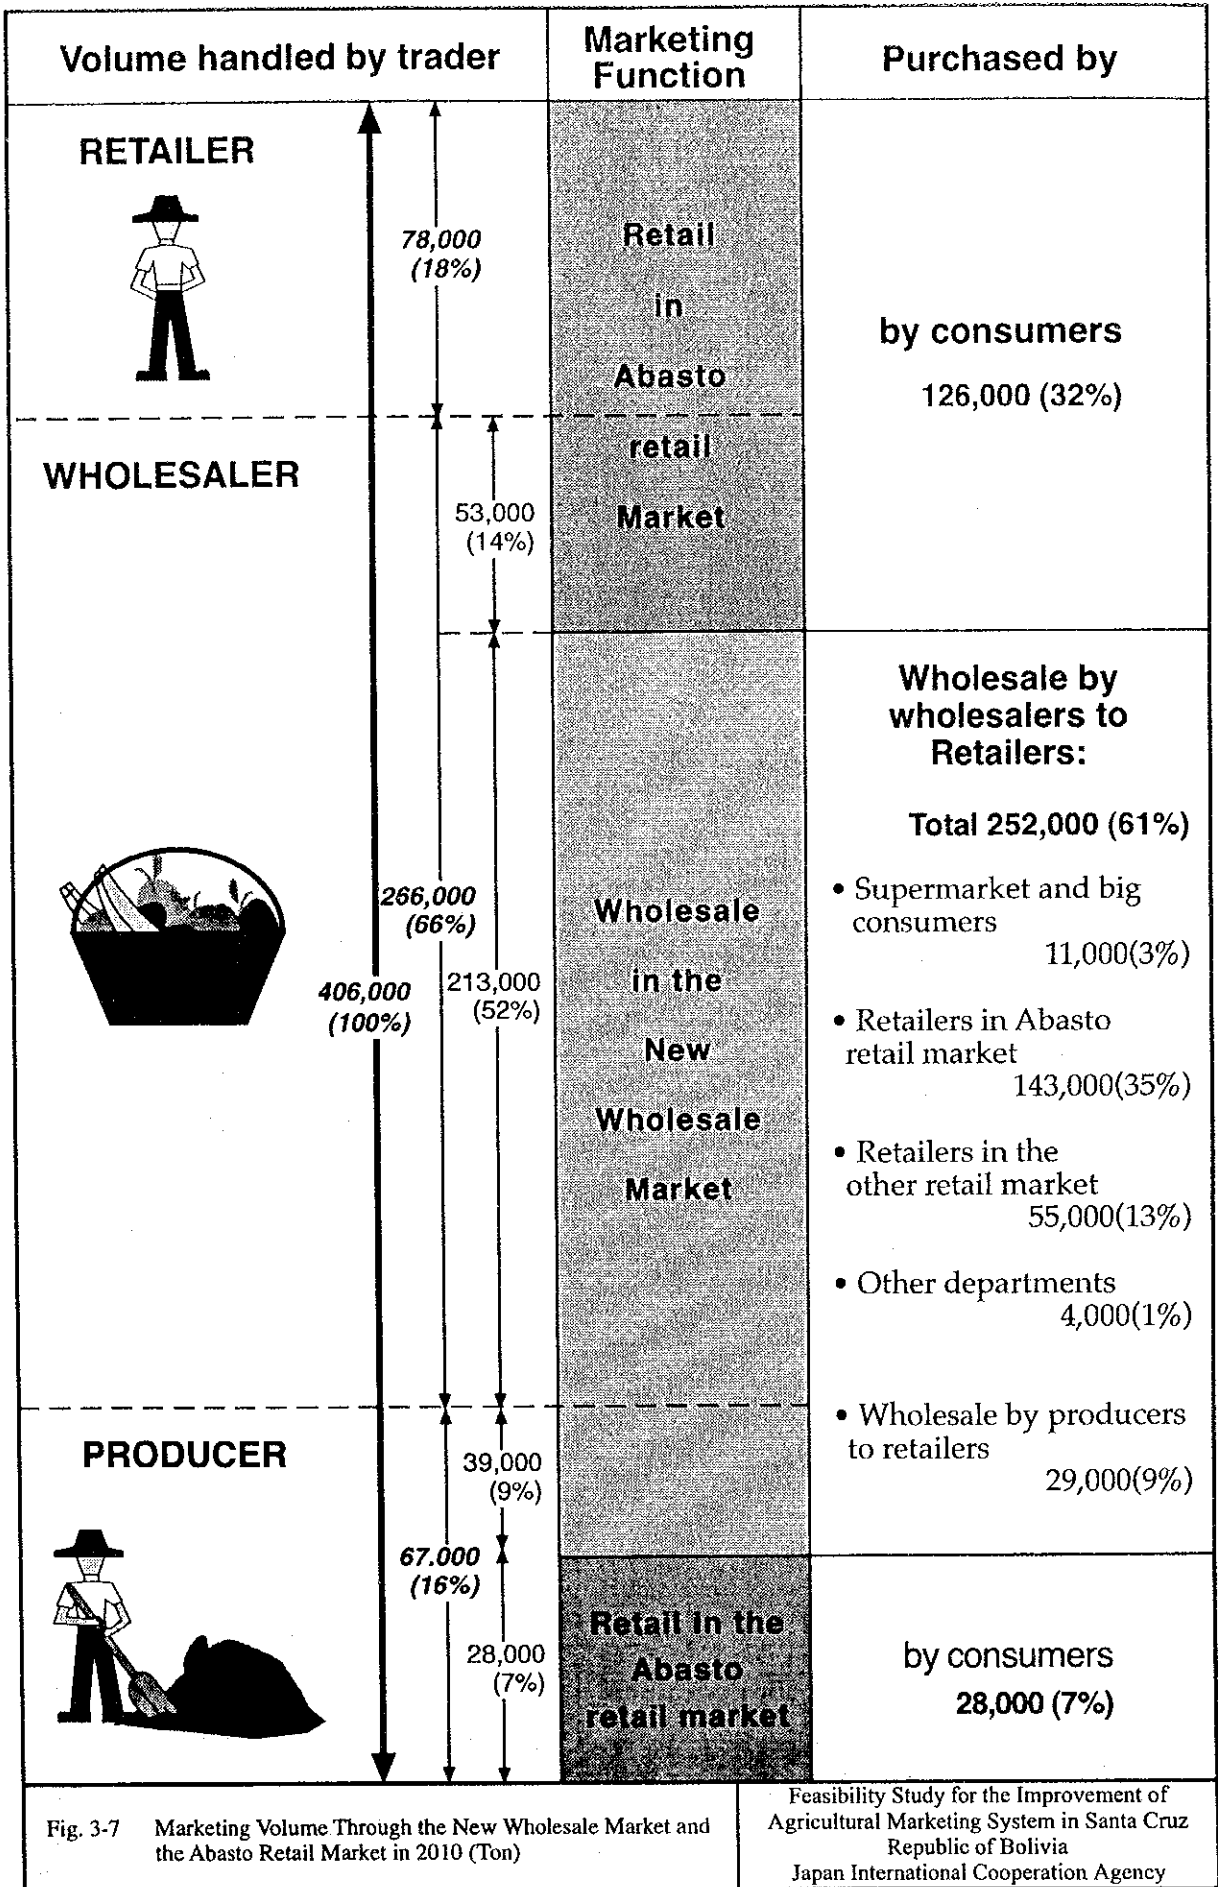 Volume handled by trader
Marketing
Function
Purchased by
RETAILER
78,000
(18%)
WHOLESALER
53,000
(14%)
266,000
(66%)
406,000
(100%)
213,000
(52%)
PRODUCER
39,000
(9%)
67.000
(16%)
28,000
(7%)
Retail
in
Abasto
retail
Market
Wholesale
in the
New
Wholesale
Market
Retail in the
Abasto
retail market
by consumers
126,000 (32%)
Wholesale by
wholesalers to
Retailers:
Total 252,000 (61%)
• Supermarket and big
consumers
11,000(3%)
• Retailers in Abasto
retail market
143,000(35%)
• Retailers in the
other retail market
55,000(13%)
• Other departments
4,000(1%)
• Wholesale by producers
to retailers
29,000(9%)
by consumers
28,000 (7%)
Fig. 3-7 Marketing Volume Through the New Wholesale Market and
the Abasto Retail Market in 2010 (Ton)
Feasibility Study for the Improvement of
Agricultural Marketing System in Santa Cruz
Republic of Bolivia
Japan International Cooperation Agency